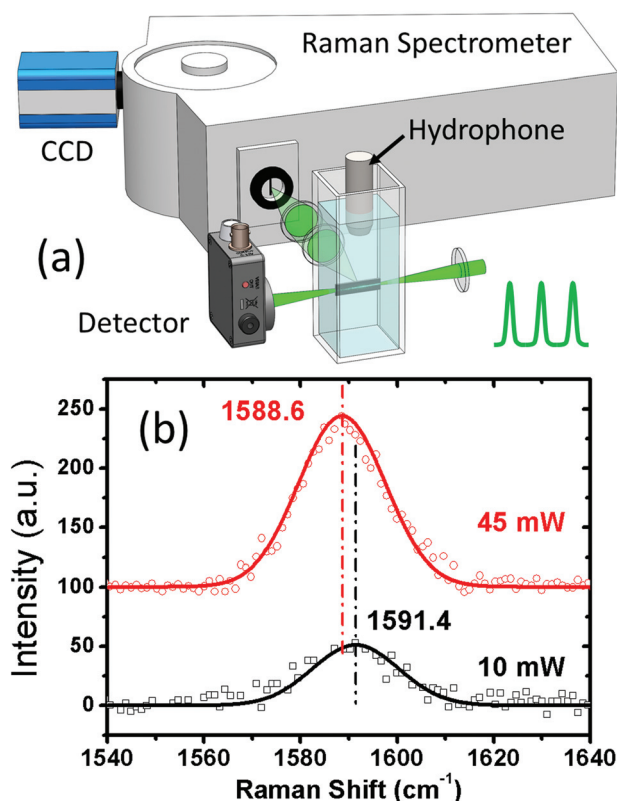 Raman Spectrometer
CCD
Hydrophone
(a)
Detector
(b)
1588.6
45 mW
1591.4
10 mW
Intensity (a.u.)
250
200
150
100
50
0
1540 1560 1580 1600 1620 1640
Raman Shift (cm⁻¹)